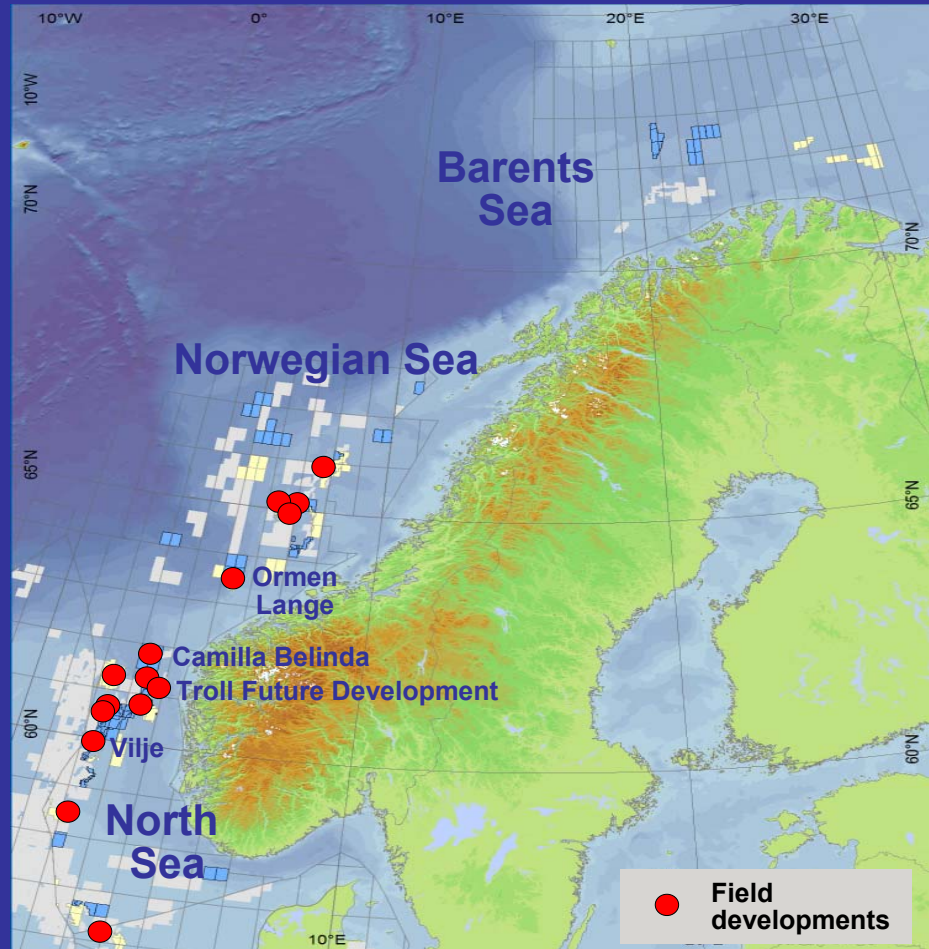 10°W
0°
10°E
20°E
30°E
10°W
Barents
Sea
70°N
70°N
Norwegian Sea
65°N
65°N
Ormen
Lange
Camilla Belinda
Troll Future Development
60°N
Vilje
60°N
North
Sea
Field
developments
10°E